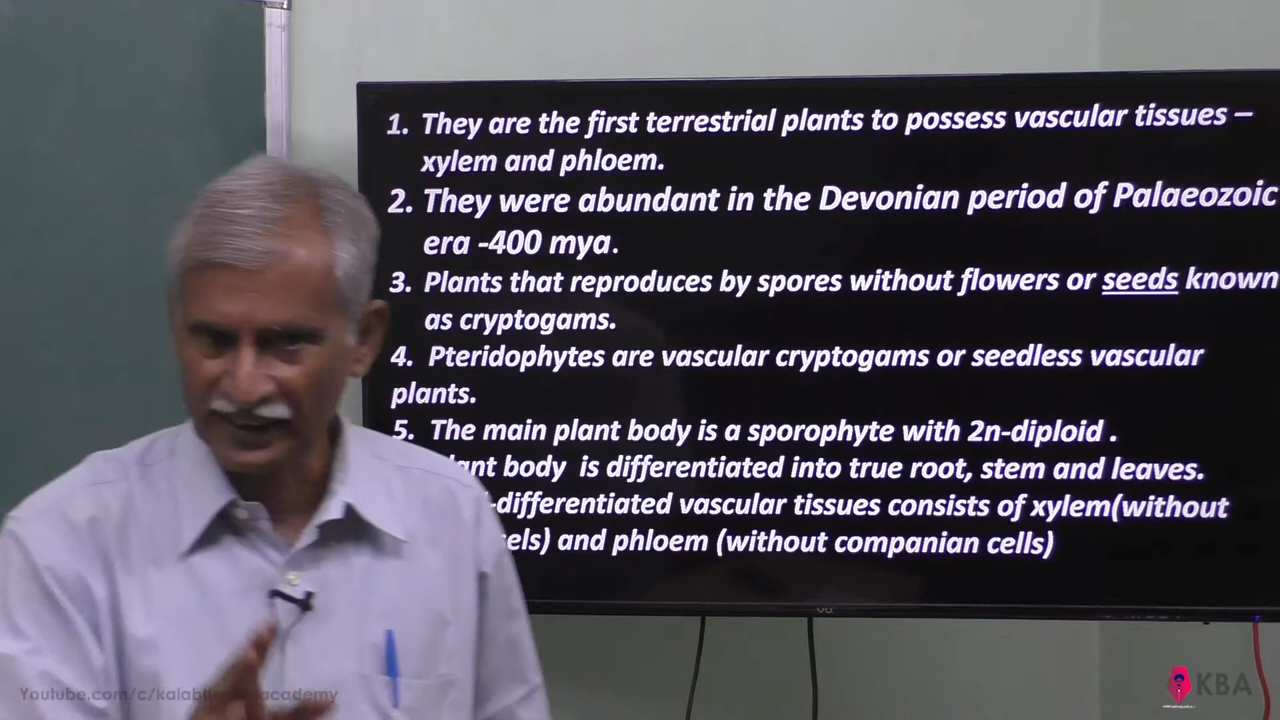 1. They are the first terrestrial plants to possess vascular tissues –
xylem and phloem.
2. They were abundant in the Devonian period of Palaeozoic
era -400 mya.
3. Plants that reproduces by spores without flowers or seeds known
as cryptogams.
4. Pteridophytes are vascular cryptogams or seedless vascular
plants.
5. The main plant body is a sporophyte with 2n-diploid .
body is differentiated into true root, stem and leaves.
-differentiated vascular tissues consists of xylem(without
and phloem (without companian cells)
VU
KBA